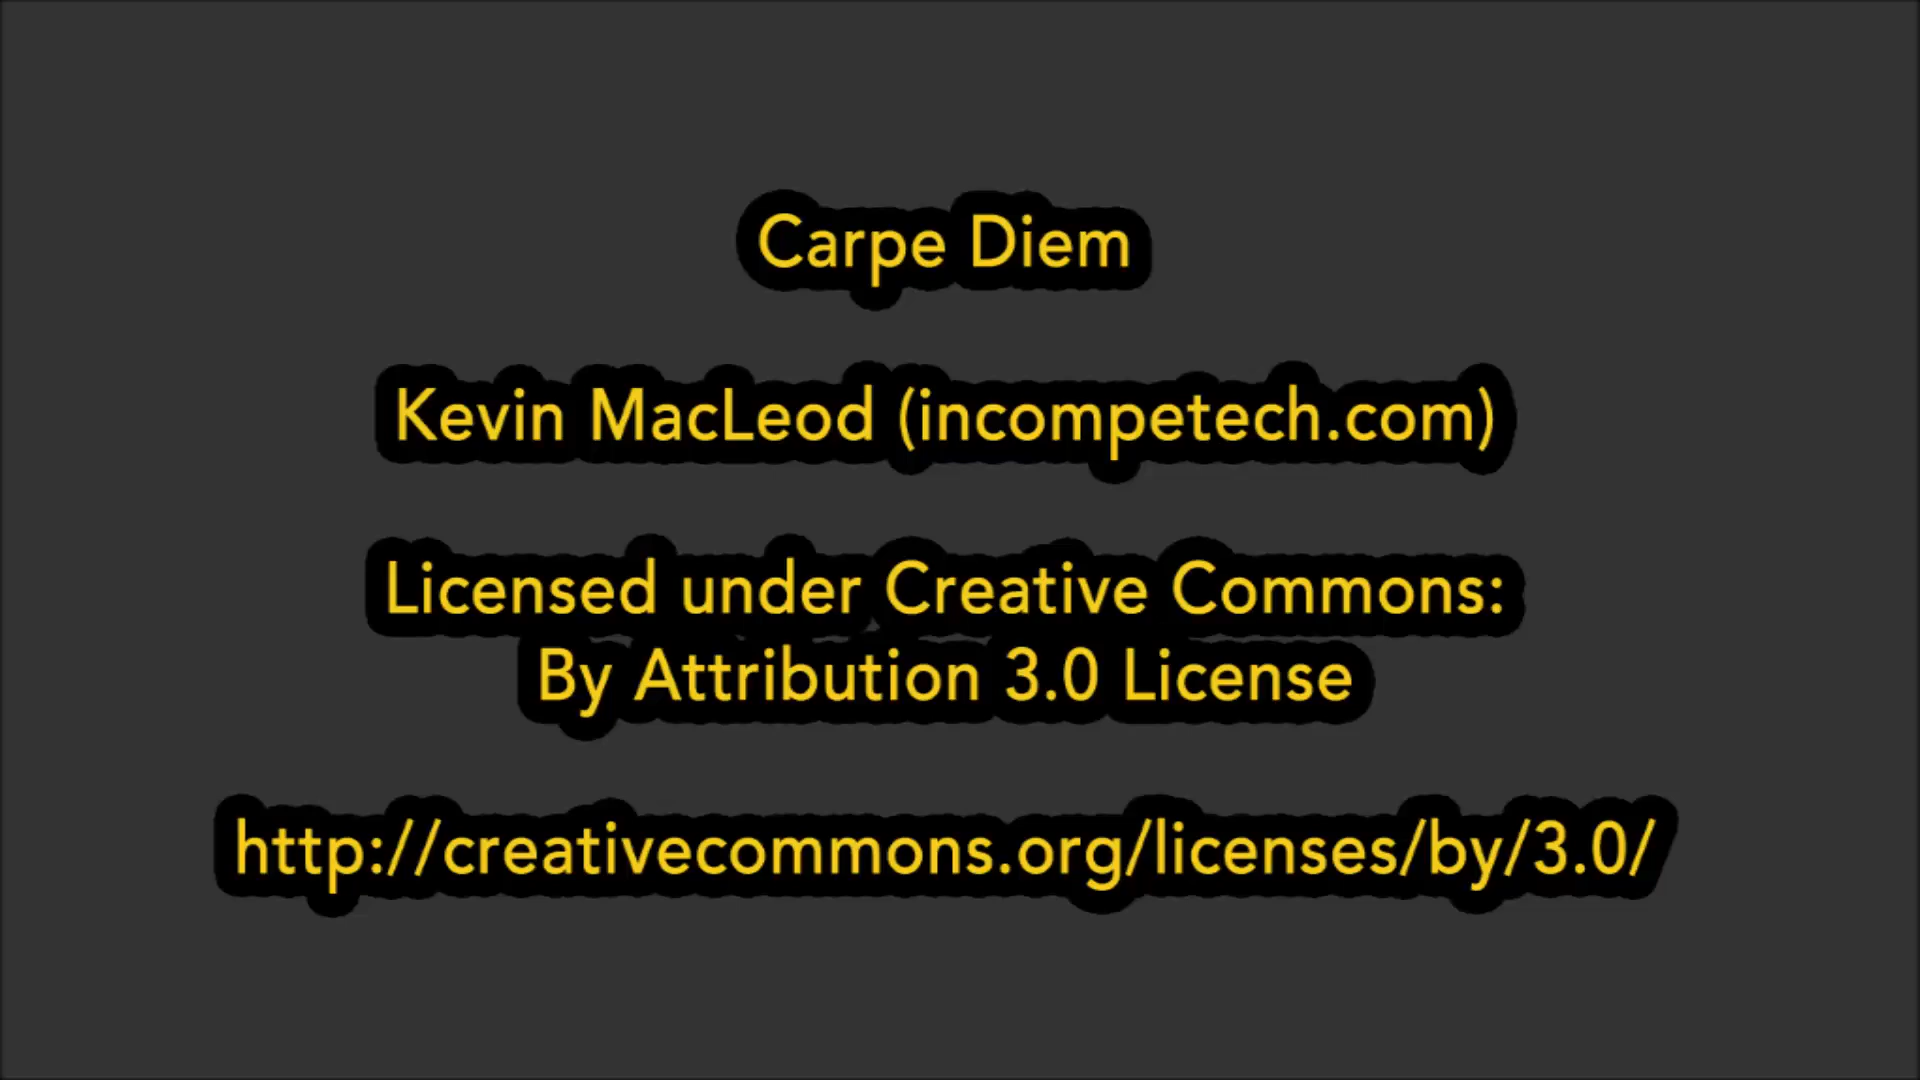 Carpe Diem
Kevin MacLeod (incompetech.com)
Licensed under Creative Commons:
By Attribution 3.0 License
http://creativecommons.org/licenses/by/3.0/